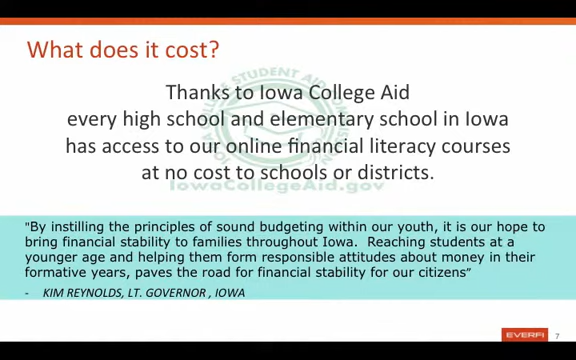 What does it cost?
Thanks to Iowa College Aid
every high school and elementary school in Iowa
has access to our online financial literacy courses
at no cost to schools or districts.
IowaCollegeAid.gov
"By instilling the principles of sound budgeting within our youth, it is our hope to
bring financial stability to families throughout Iowa.  Reaching students at a
younger age and helping them form responsible attitudes about money in their
formative years, paves the road for financial stability for our citizens”
- KIM REYNOLDS, LT. GOVERNOR , IOWA
EVERFI 7